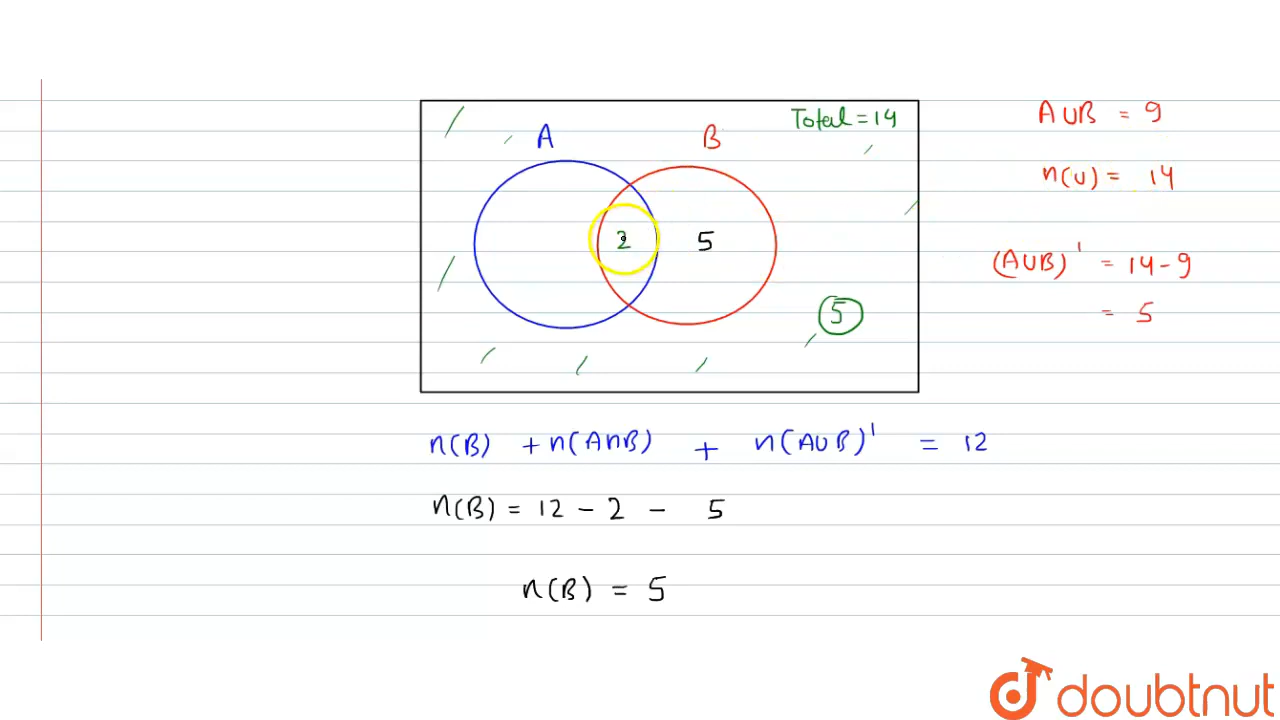 Total = 14
A B
2 5
5
A ∪ B = 9
n(u) = 14
(A ∪ B)' = 14 - 9
= 5
n(B) + n(A∩B) + n(A∪B)' = 12
n(B) = 12 - 2 - 5
n(B) = 5
doubtnut